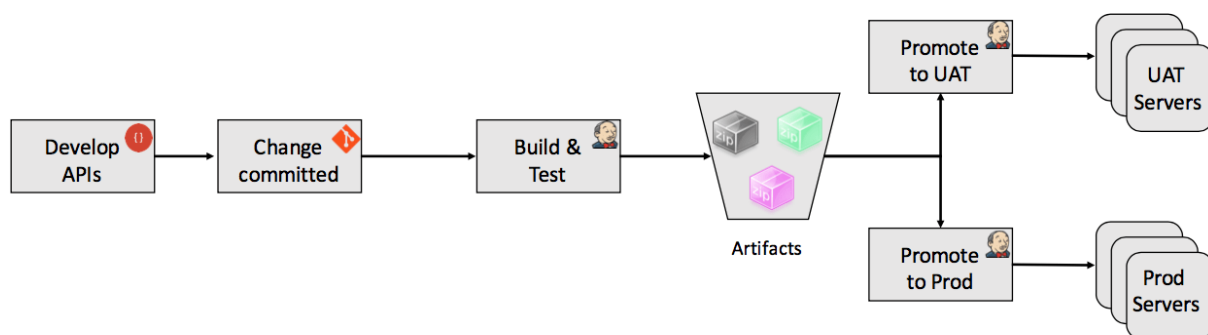 Develop
APIs
{}
Change
committed
Build &
Test
zip
zip
zip
Artifacts
Promote
to UAT
UAT
Servers
Promote
to Prod
Prod
Servers